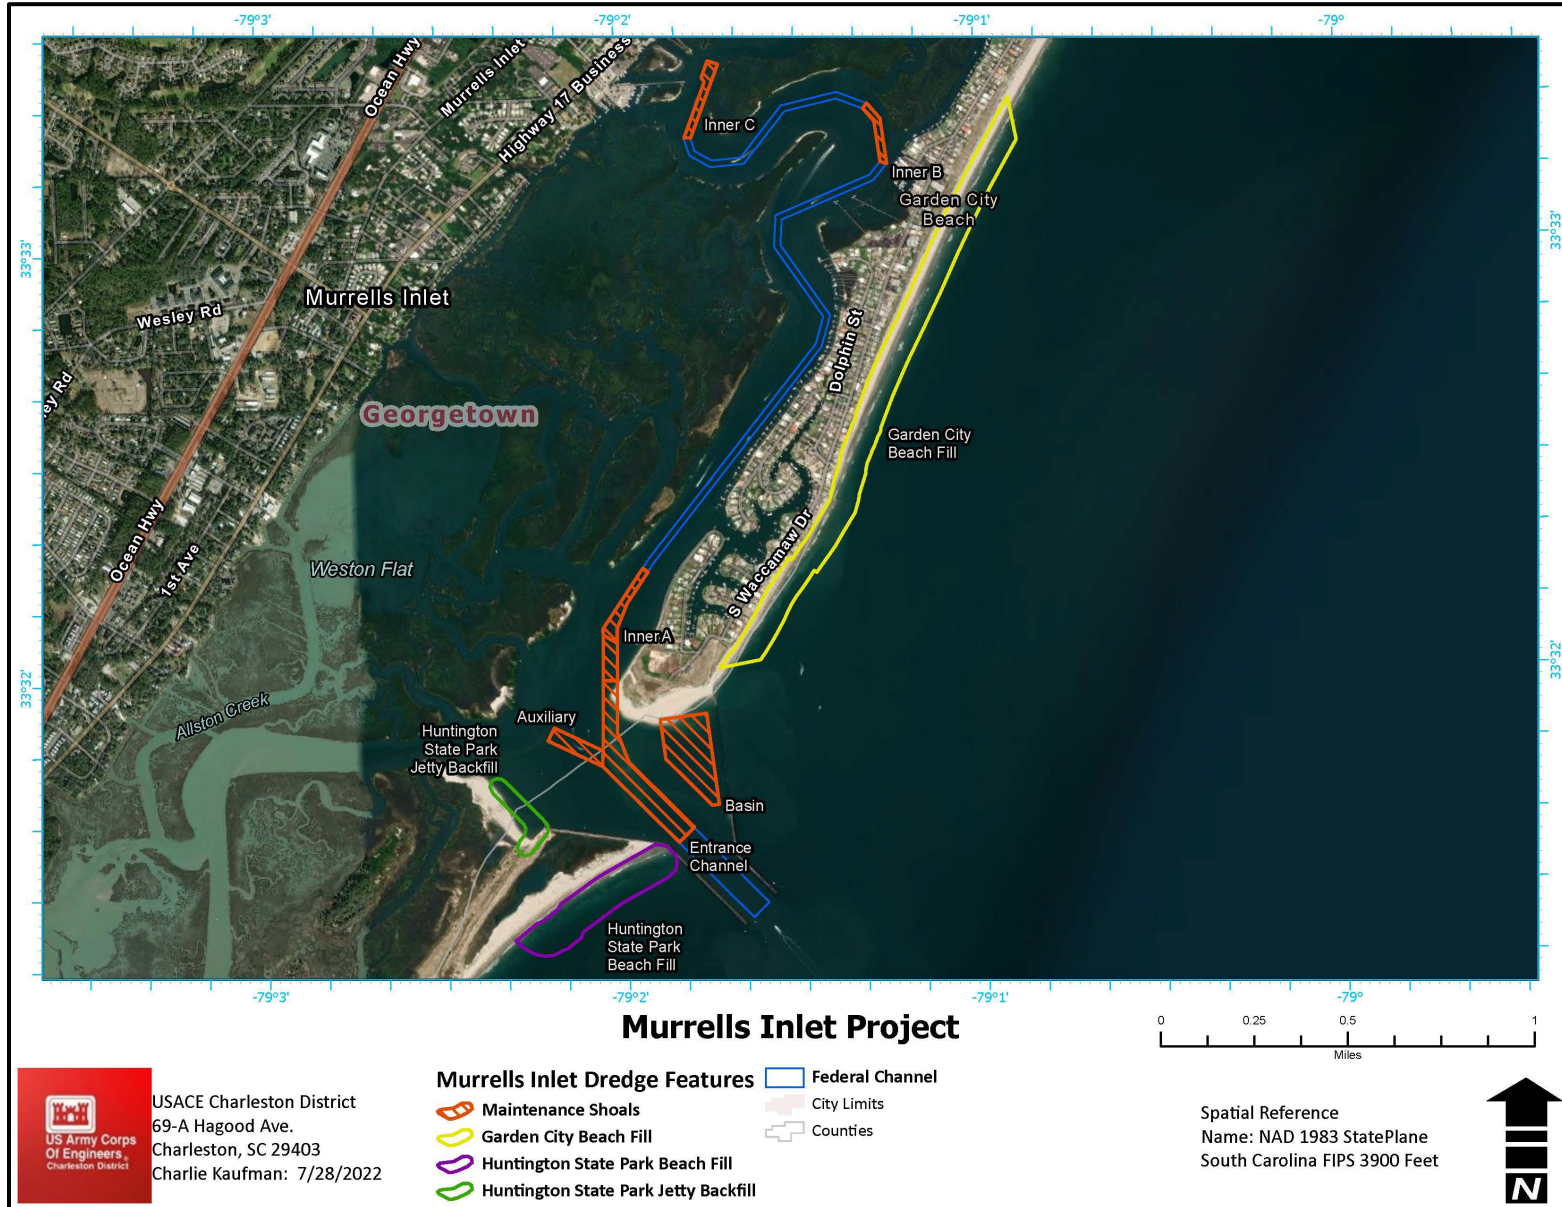 -79°3'
-79°2'
-79°1'
-79°
33°33'
33°32'
33°33'
33°32'
Ocean Hwy
Murrells Inlet
Highway 17 Business
Inner C
Inner B
Garden City
Beach
Murrells Inlet
Wesley Rd
ey Rd
Dolphin St
Georgetown
Garden City
Beach Fill
Ocean Hwy
1st Ave
Weston Flat
S Waccamaw Dr
Inner A
Allston Creek
Auxiliary
Huntington
State Park
Jetty Backfill
Basin
Entrance
Channel
Huntington
State Park
Beach Fill
-79°3'
-79°2'
-79°1'
-79°
Murrells Inlet Project
0
0.25
0.5
1
Miles
US Army Corps
Of Engineers®
Charleston District
USACE Charleston District
69-A Hagood Ave.
Charleston, SC 29403
Charlie Kaufman: 7/28/2022
Murrells Inlet Dredge Features
Maintenance Shoals
Garden City Beach Fill
Huntington State Park Beach Fill
Huntington State Park Jetty Backfill
Federal Channel
City Limits
Counties
Spatial Reference
Name: NAD 1983 StatePlane
South Carolina FIPS 3900 Feet
N